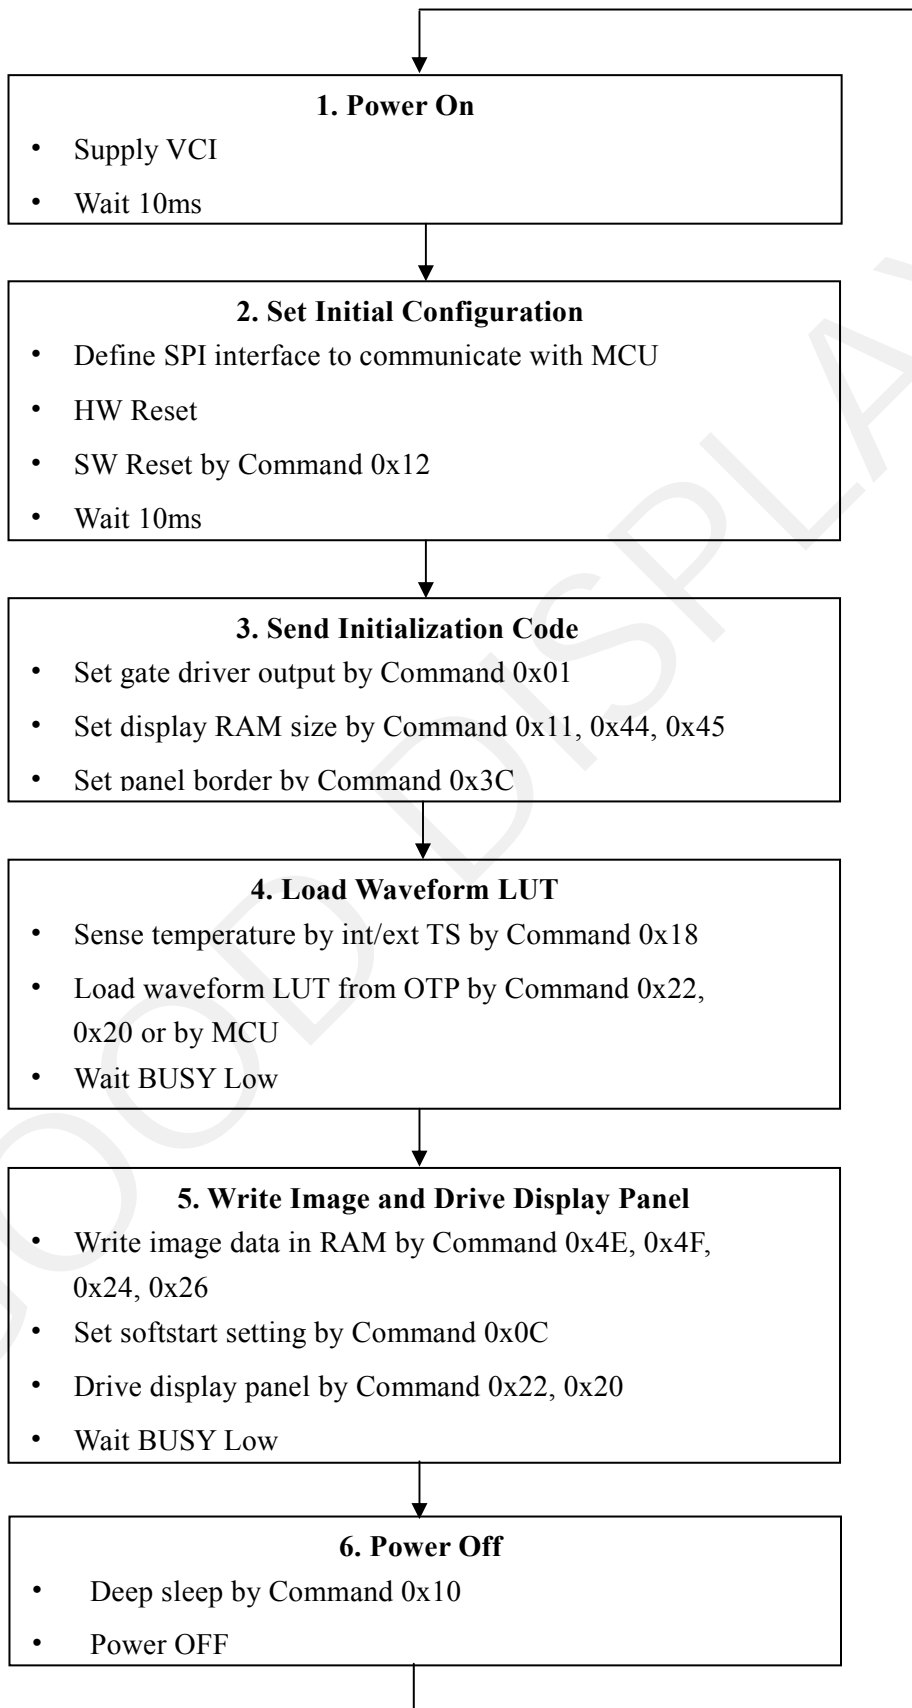 1. Power On
• Supply VCI
• Wait 10ms
2. Set Initial Configuration
• Define SPI interface to communicate with MCU
• HW Reset
• SW Reset by Command 0x12
• Wait 10ms
3. Send Initialization Code
• Set gate driver output by Command 0x01
• Set display RAM size by Command 0x11, 0x44, 0x45
• Set panel border by Command 0x3C
4. Load Waveform LUT
• Sense temperature by int/ext TS by Command 0x18
• Load waveform LUT from OTP by Command 0x22,
0x20 or by MCU
• Wait BUSY Low
5. Write Image and Drive Display Panel
• Write image data in RAM by Command 0x4E, 0x4F,
0x24, 0x26
• Set softstart setting by Command 0x0C
• Drive display panel by Command 0x22, 0x20
• Wait BUSY Low
6. Power Off
• Deep sleep by Command 0x10
• Power OFF
GOOD DISPLAY